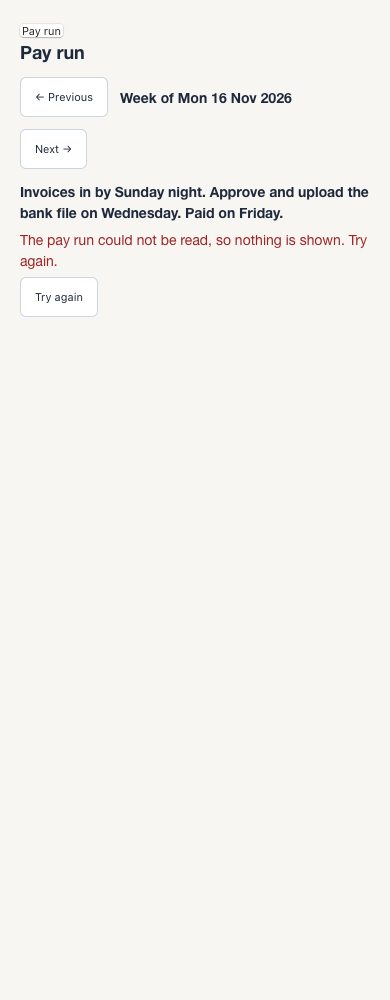 Pay run
Pay run
← Previous
Week of Mon 16 Nov 2026
Next →
Invoices in by Sunday night. Approve and upload the
bank file on Wednesday. Paid on Friday.
The pay run could not be read, so nothing is shown. Try
again.
Try again